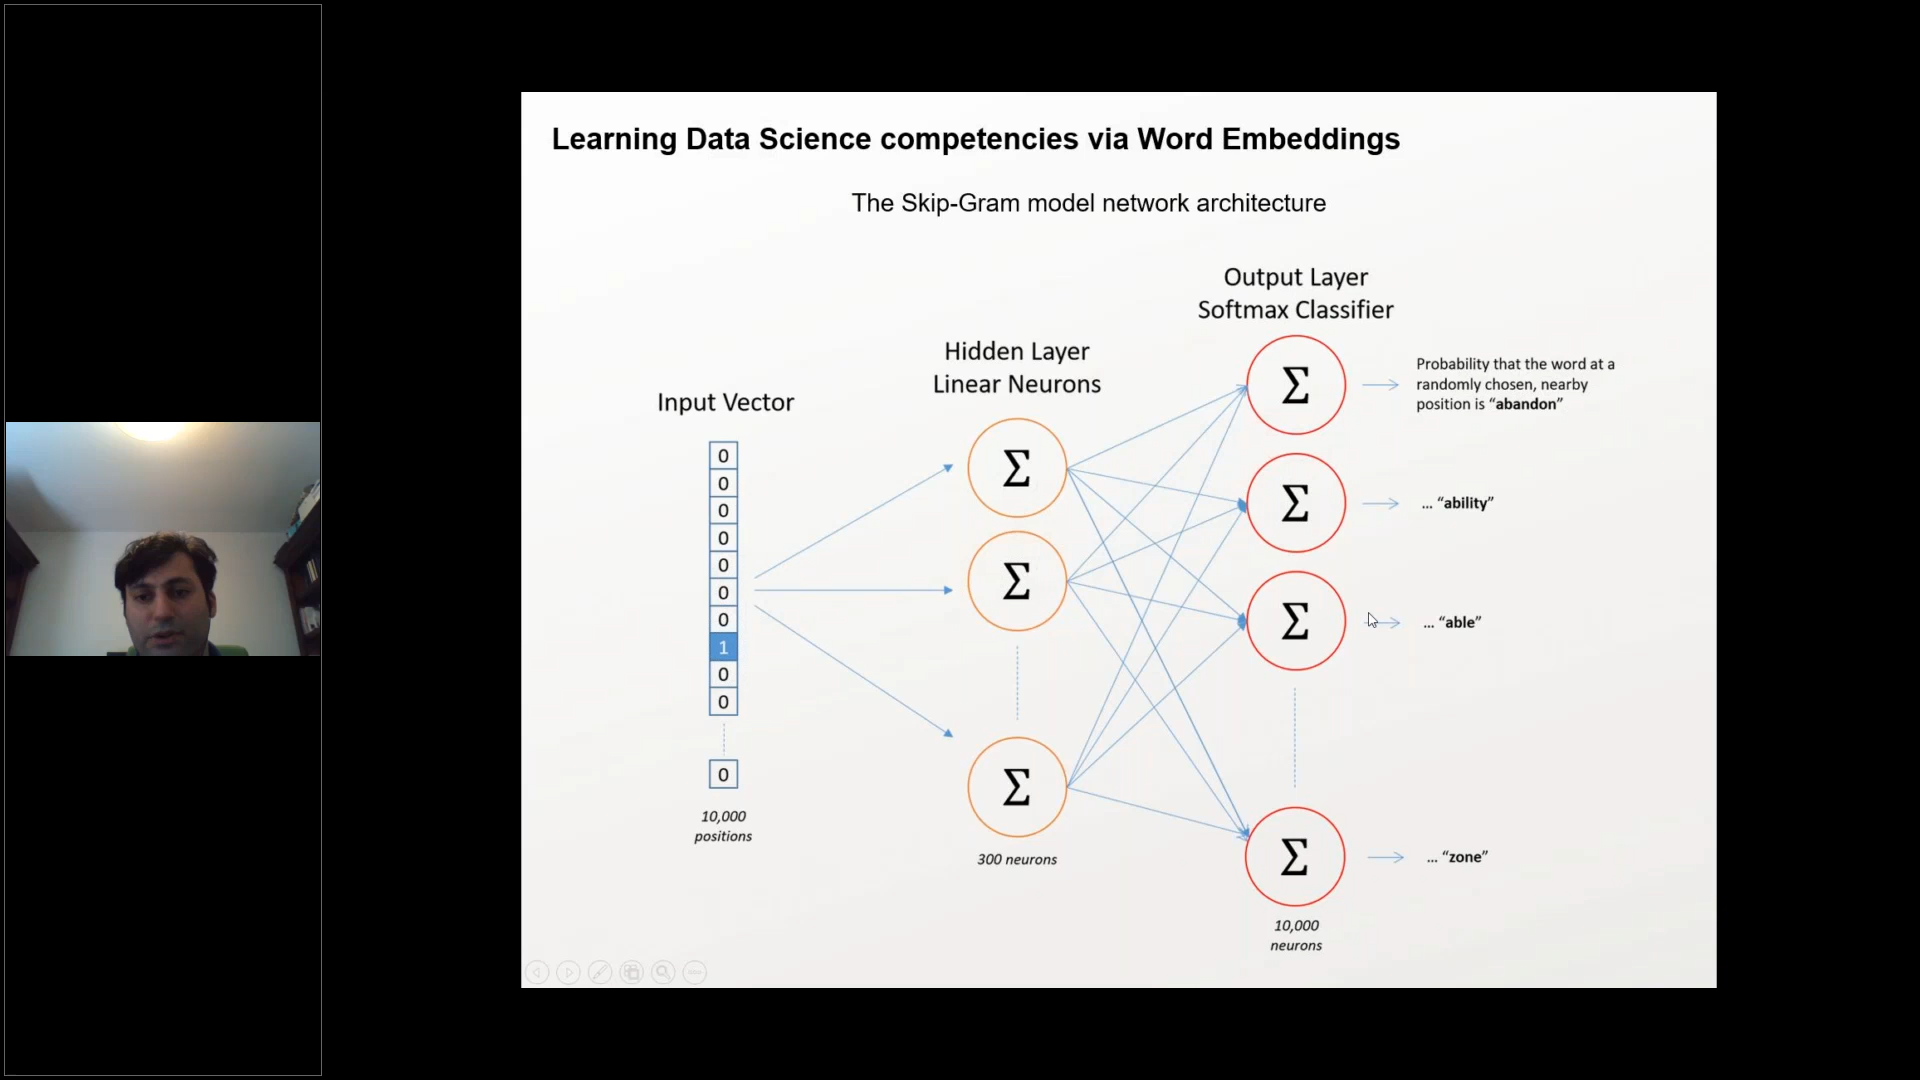 Learning Data Science competencies via Word Embeddings
The Skip-Gram model network architecture
Output Layer
Softmax Classifier
Hidden Layer
Linear Neurons
Input Vector
Σ
Probability that the word at a
randomly chosen, nearby
position is “abandon”
0
0
0
0
0
0
0
1
0
0
0
10,000
positions
Σ
Σ
Σ
300 neurons
Σ
... “ability”
Σ
... “able”
Σ
... “zone”
10,000
neurons